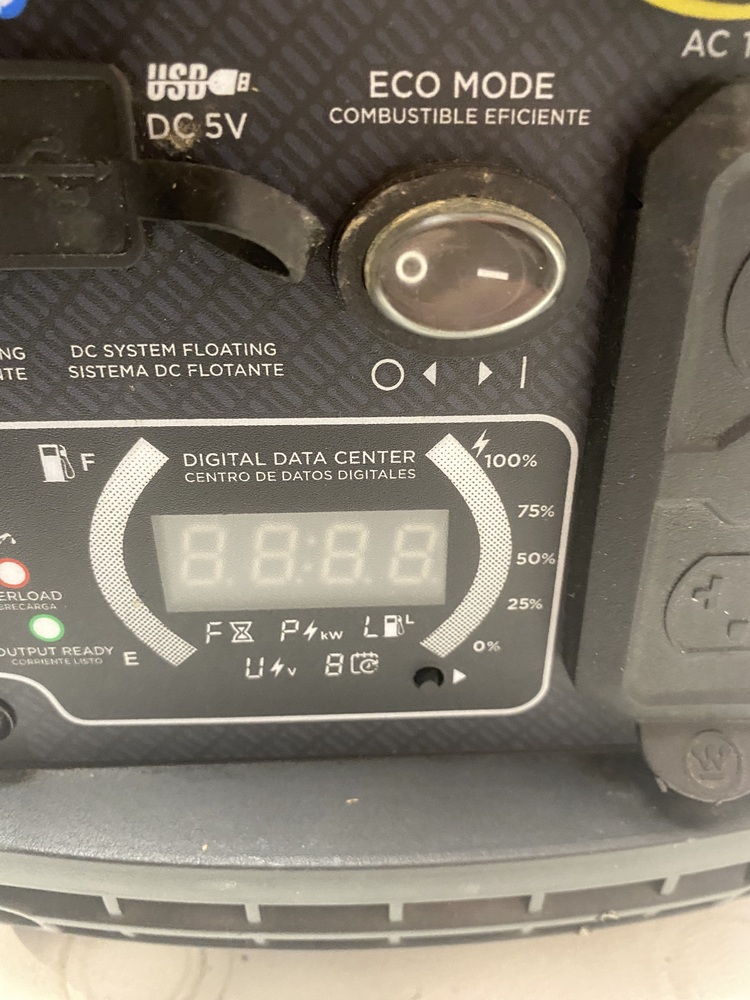 USB
DC 5V
ECO MODE
COMBUSTIBLE EFICIENTE
AC 1
O –
NG
NTE
DC SYSTEM FLOATING
SISTEMA DC FLOTANTE
F
DIGITAL DATA CENTER
CENTRO DE DATOS DIGITALES
100%
75%
50%
25%
0%
8.8:8.8
ERLOAD
BRECARGA
OUTPUT READY
CORRIENTE LISTO
E
F P kW L L
U V 8
W